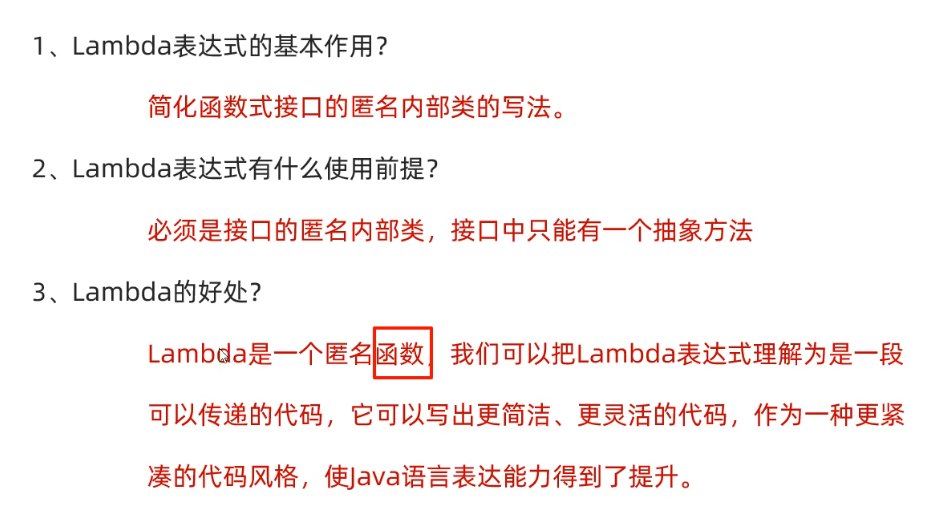 1、Lambda表达式的基本作用？
简化函数式接口的匿名内部类的写法。
2、Lambda表达式有什么使用前提？
必须是接口的匿名内部类，接口中只能有一个抽象方法
3、Lambda的好处？
Lambda是一个匿名函数，我们可以把Lambda表达式理解为是一段
可以传递的代码，它可以写出更简洁、更灵活的代码，作为一种更紧
凑的代码风格，使Java语言表达能力得到了提升。